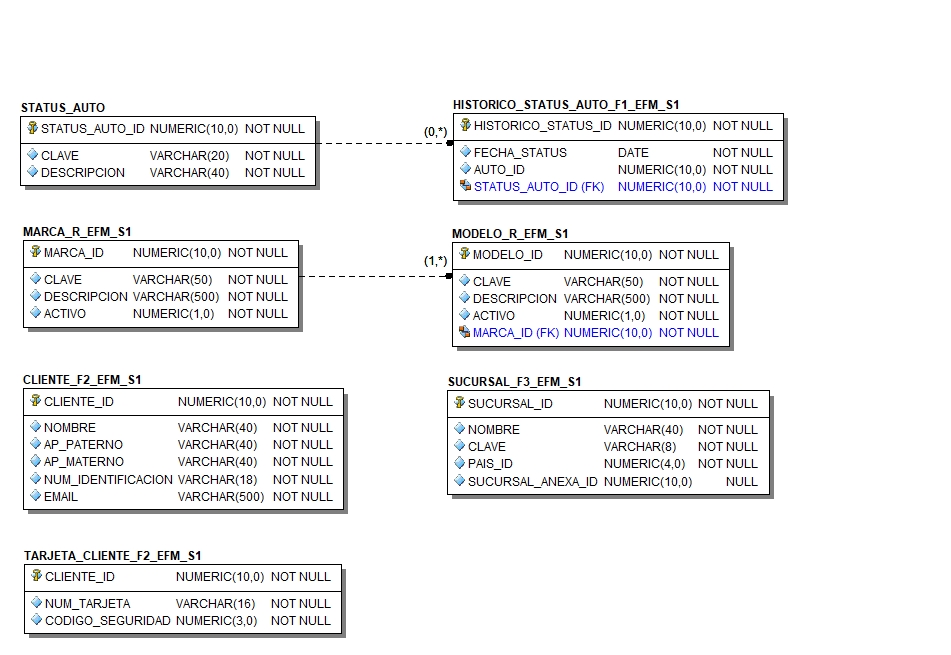 STATUS_AUTO
STATUS_AUTO_ID NUMERIC(10,0) NOT NULL
CLAVE VARCHAR(20) NOT NULL
DESCRIPCION VARCHAR(40) NOT NULL
(0,*)
HISTORICO_STATUS_AUTO_F1_EFM_S1
HISTORICO_STATUS_ID NUMERIC(10,0) NOT NULL
FECHA_STATUS DATE NOT NULL
AUTO_ID NUMERIC(10,0) NOT NULL
STATUS_AUTO_ID (FK) NUMERIC(10,0) NOT NULL
MARCA_R_EFM_S1
MARCA_ID NUMERIC(10,0) NOT NULL
CLAVE VARCHAR(50) NOT NULL
DESCRIPCION VARCHAR(500) NOT NULL
ACTIVO NUMERIC(1,0) NOT NULL
(1,*)
MODELO_R_EFM_S1
MODELO_ID NUMERIC(10,0) NOT NULL
CLAVE VARCHAR(50) NOT NULL
DESCRIPCION VARCHAR(500) NOT NULL
ACTIVO NUMERIC(1,0) NOT NULL
MARCA_ID (FK) NUMERIC(10,0) NOT NULL
CLIENTE_F2_EFM_S1
CLIENTE_ID NUMERIC(10,0) NOT NULL
NOMBRE VARCHAR(40) NOT NULL
AP_PATERNO VARCHAR(40) NOT NULL
AP_MATERNO VARCHAR(40) NOT NULL
NUM_IDENTIFICACION VARCHAR(18) NOT NULL
EMAIL VARCHAR(500) NOT NULL
SUCURSAL_F3_EFM_S1
SUCURSAL_ID NUMERIC(10,0) NOT NULL
NOMBRE VARCHAR(40) NOT NULL
CLAVE VARCHAR(8) NOT NULL
PAIS_ID NUMERIC(4,0) NOT NULL
SUCURSAL_ANEXA_ID NUMERIC(10,0) NULL
TARJETA_CLIENTE_F2_EFM_S1
CLIENTE_ID NUMERIC(10,0) NOT NULL
NUM_TARJETA VARCHAR(16) NOT NULL
CODIGO_SEGURIDAD NUMERIC(3,0) NOT NULL